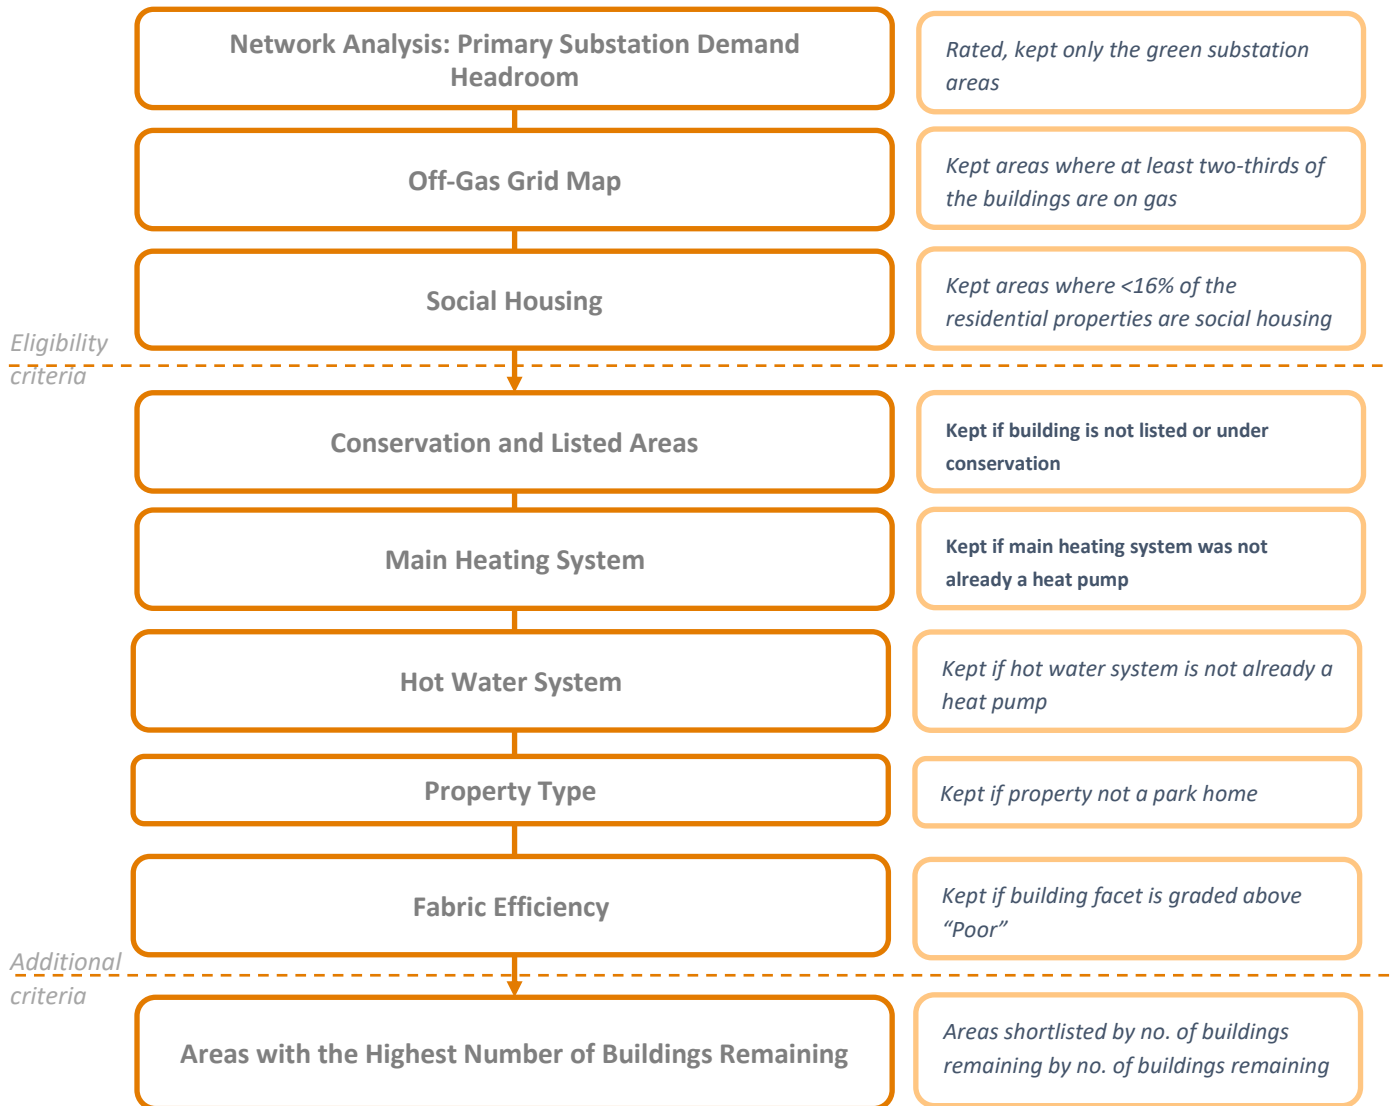 Network Analysis: Primary Substation Demand
Headroom
Rated, kept only the green substation
areas
Off-Gas Grid Map
Kept areas where at least two-thirds of
the buildings are on gas
Social Housing
Kept areas where <16% of the
residential properties are social housing
Eligibility
criteria
Conservation and Listed Areas
Kept if building is not listed or under
conservation
Main Heating System
Kept if main heating system was not
already a heat pump
Hot Water System
Kept if hot water system is not already a
heat pump
Property Type
Kept if property not a park home
Fabric Efficiency
Kept if building facet is graded above
“Poor”
Additional
criteria
Areas with the Highest Number of Buildings Remaining
Areas shortlisted by no. of buildings
remaining by no. of buildings remaining